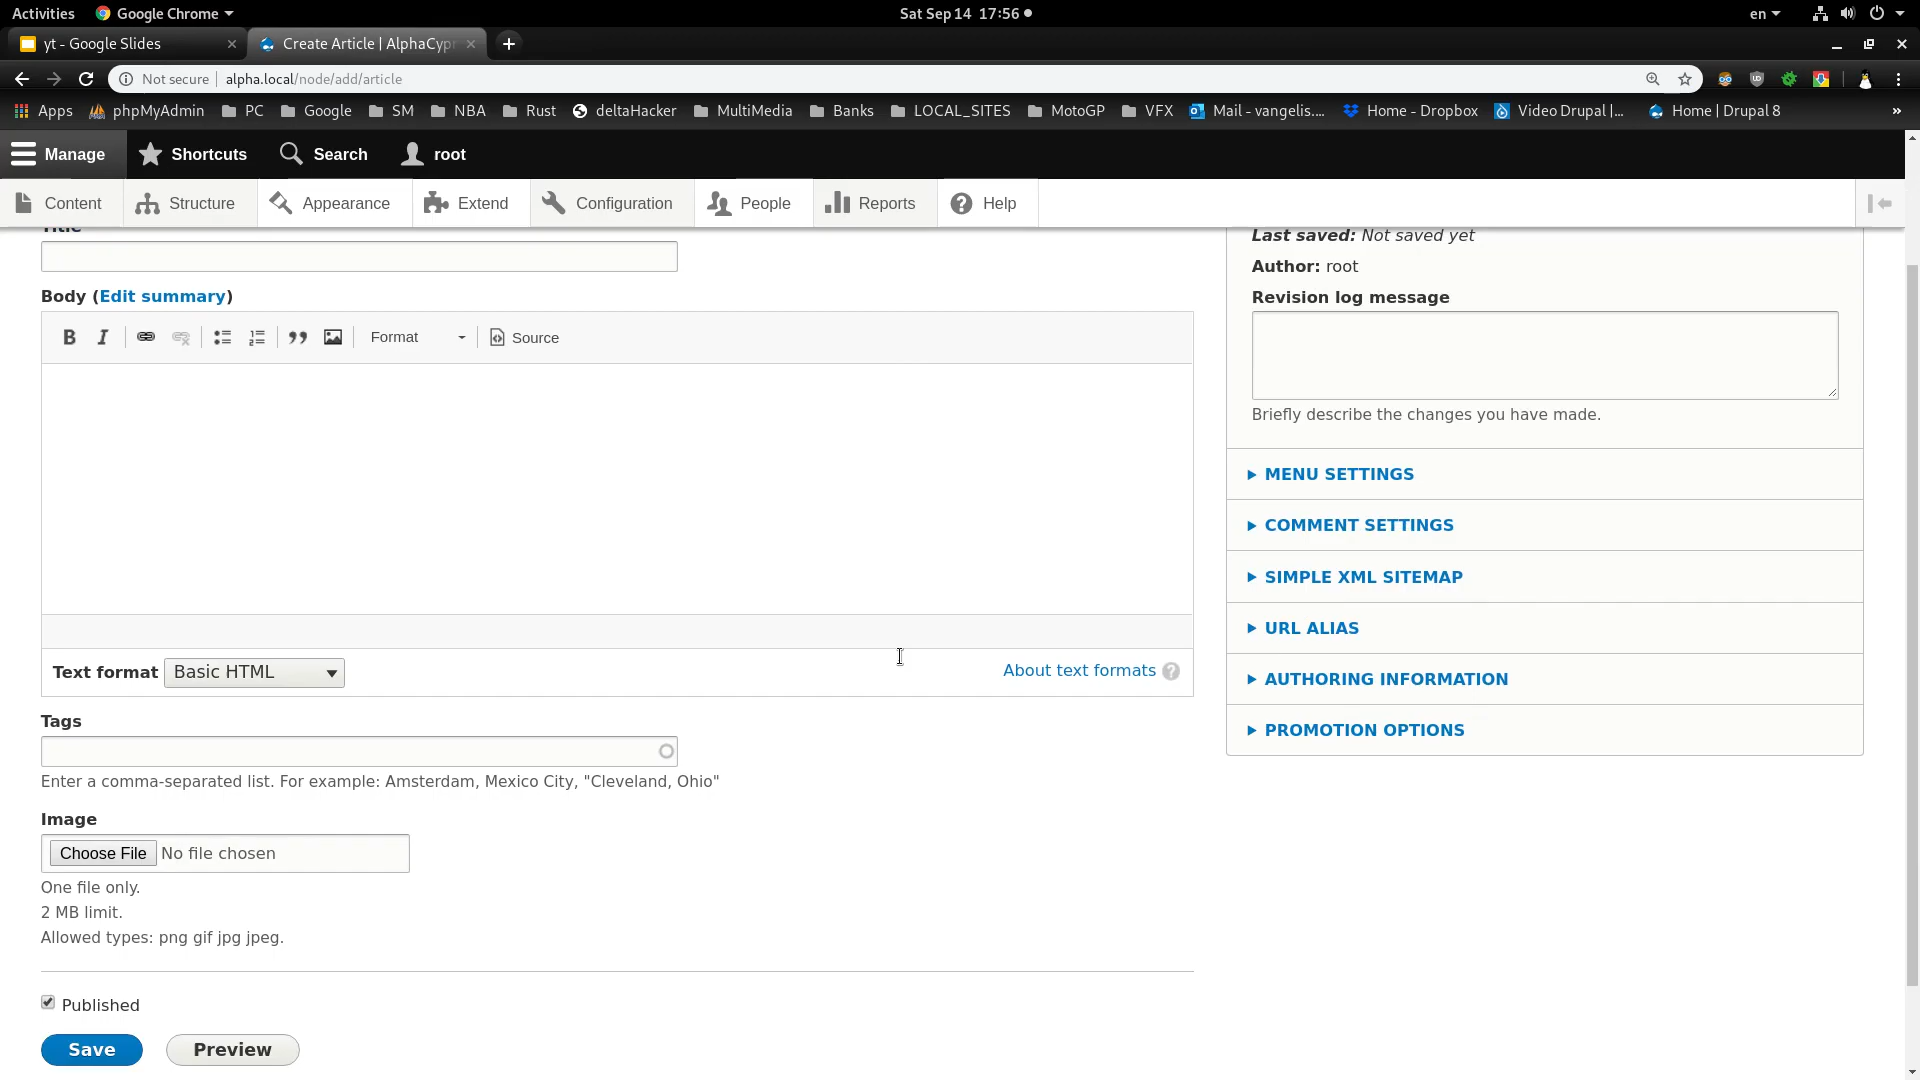 Activities Google Chrome Sat Sep 14 17:56 en
yt - Google Slides Create Article | AlphaCypr
Not secure alpha.local/node/add/article
Apps phpMyAdmin PC Google SM NBA Rust deltaHacker MultiMedia Banks LOCAL_SITES MotoGP VFX Mail - vangelis.... Home - Dropbox Video Drupal |... Home | Drupal 8 »
Manage Shortcuts Search root
Content Structure Appearance Extend Configuration People Reports Help
Title
Last saved: Not saved yet
Author: root
Body (Edit summary)
Revision log message
B I Format Source
Briefly describe the changes you have made.
MENU SETTINGS
COMMENT SETTINGS
SIMPLE XML SITEMAP
URL ALIAS
Text format Basic HTML About text formats ?
AUTHORING INFORMATION
Tags
PROMOTION OPTIONS
Enter a comma-separated list. For example: Amsterdam, Mexico City, "Cleveland, Ohio"
Image
Choose File No file chosen
One file only.
2 MB limit.
Allowed types: png gif jpg jpeg.
Published
Save Preview